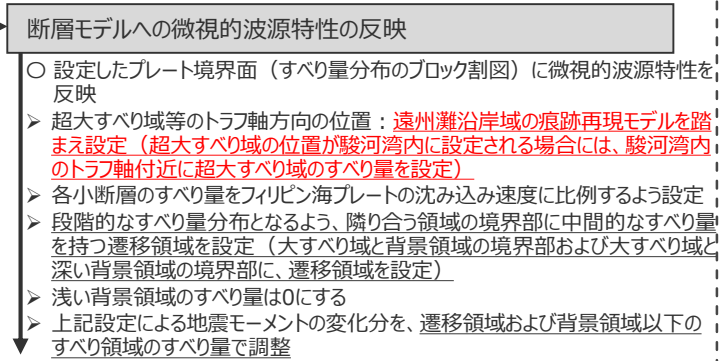 断層モデルへの微視的波源特性の反映
○ 設定したプレート境界面（すべり量分布のブロック割図）に微視的波源特性を
反映
➢ 超大すべり域等のトラフ軸方向の位置：遠州灘沿岸域の痕跡再現モデルを踏
まえ設定（超大すべり域の位置が駿河湾内に設定される場合には、駿河湾内
のトラフ軸付近に超大すべり域のすべり量を設定）
➢ 各小断層のすべり量をフィリピン海プレートの沈み込み速度に比例するよう設定
➢ 段階的なすべり量分布となるよう、隣り合う領域の境界部に中間的なすべり量
を持つ遷移領域を設定（大すべり域と背景領域の境界部および大すべり域と
深い背景領域の境界部に、遷移領域を設定）
➢ 浅い背景領域のすべり量は0にする
➢ 上記設定による地震モーメントの変化分を、遷移領域および背景領域以下の
すべり領域のすべり量で調整